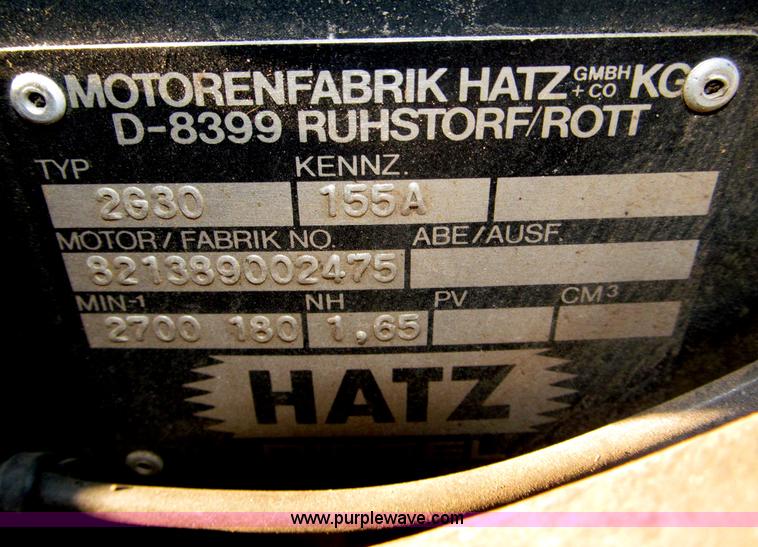 MOTORENFABRIK HATZ GMBH + CO KG
D-8399 RUHSTORF/ROTT
TYP KENNZ.
2G30 155A
MOTOR/FABRIK NO. ABE/AUSF.
821389002475
MIN-1 NH PV CM³
2700 180 1,65
HATZ
www.purplewave.com